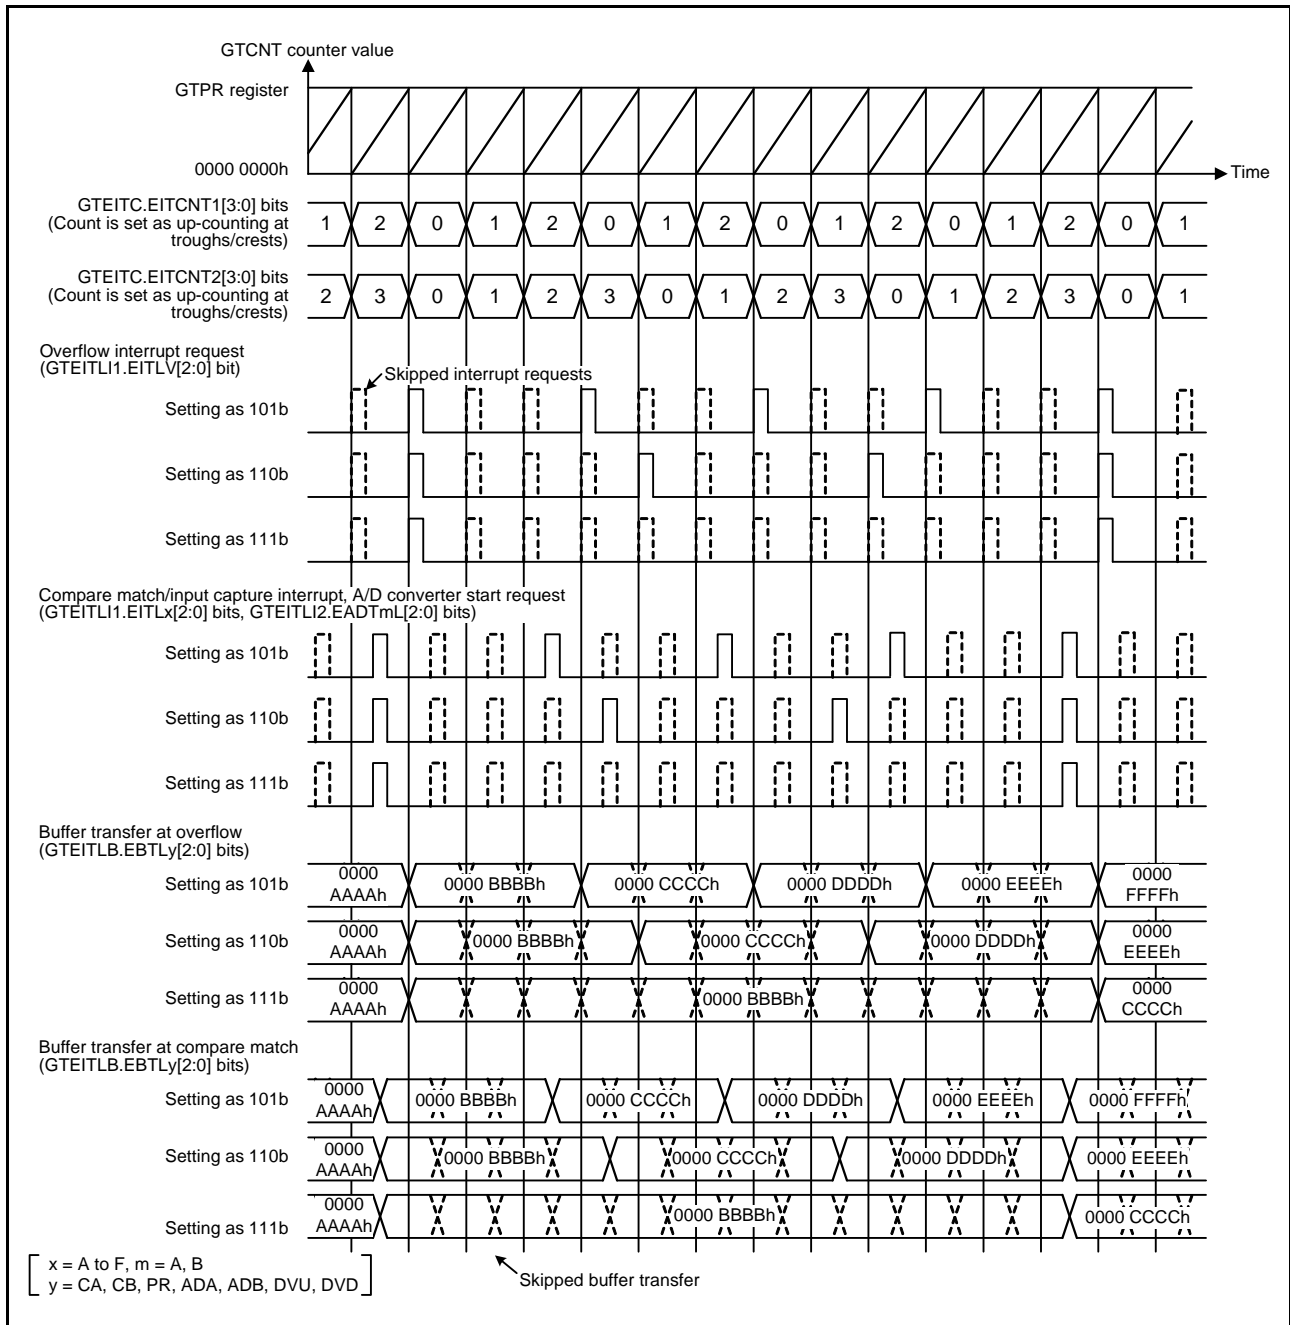 GTCNT counter value
GTPR register
0000 0000h
Time
GTEITC.EITCNT1[3:0] bits
(Count is set as up-counting at
troughs/crests)
1 2 0 1 2 0 1 2 0 1 2 0 1 2 0 1
GTEITC.EITCNT2[3:0] bits
(Count is set as up-counting at
troughs/crests)
2 3 0 1 2 3 0 1 2 3 0 1 2 3 0 1
Overflow interrupt request
(GTEITLI1.EITLV[2:0] bit)
Skipped interrupt requests
Setting as 101b
Setting as 110b
Setting as 111b
Compare match/input capture interrupt, A/D converter start request
(GTEITLI1.EITLx[2:0] bits, GTEITLI2.EADTmL[2:0] bits)
Setting as 101b
Setting as 110b
Setting as 111b
Buffer transfer at overflow
(GTEITLB.EBTLy[2:0] bits)
Setting as 101b
0000
AAAAh
0000 BBBBh
0000 CCCCh
0000 DDDDh
0000 EEEEh
0000
FFFFh
Setting as 110b
0000
AAAAh
0000 BBBBh
0000 CCCCh
0000 DDDDh
0000
EEEEh
Setting as 111b
0000
AAAAh
0000 BBBBh
0000
CCCCh
Buffer transfer at compare match
(GTEITLB.EBTLy[2:0] bits)
Setting as 101b
0000
AAAAh
0000 BBBBh
0000 CCCCh
0000 DDDDh
0000 EEEEh
0000 FFFFh
Setting as 110b
0000
AAAAh
0000 BBBBh
0000 CCCCh
0000 DDDDh
0000 EEEEh
Setting as 111b
0000
AAAAh
0000 BBBBh
0000 CCCCh
x = A to F, m = A, B
y = CA, CB, PR, ADA, ADB, DVU, DVD
Skipped buffer transfer